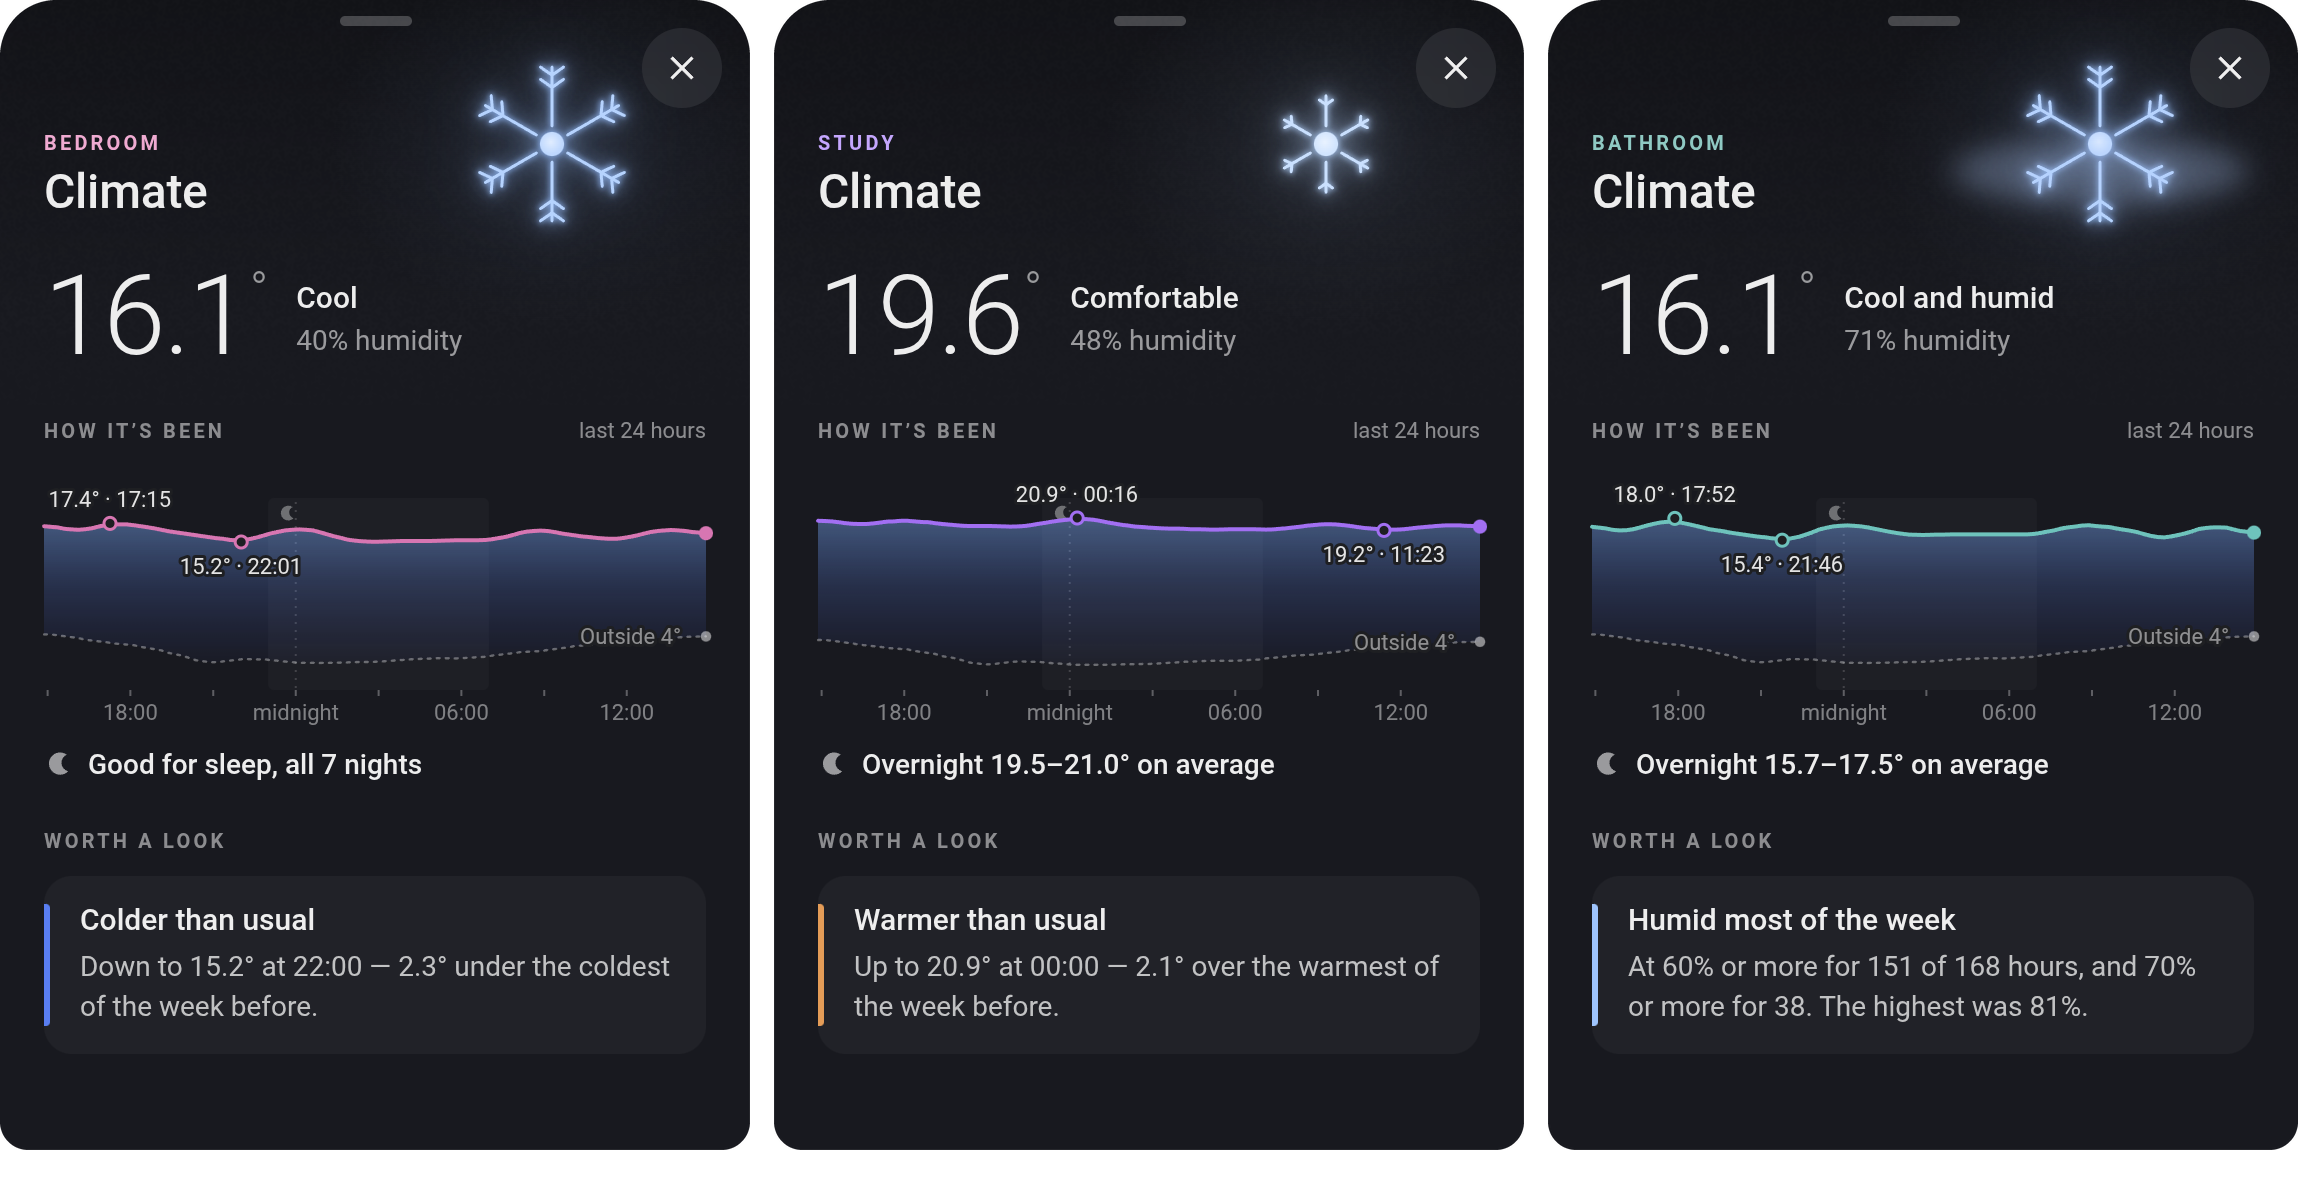 BEDROOM
Climate
16.1°
Cool
40% humidity
HOW IT’S BEEN
last 24 hours
17.4° · 17:15
15.2° · 22:01
Outside 4°
18:00
midnight
06:00
12:00
Good for sleep, all 7 nights
WORTH A LOOK
Colder than usual
Down to 15.2° at 22:00 — 2.3° under the coldest
of the week before.
STUDY
Climate
19.6°
Comfortable
48% humidity
HOW IT’S BEEN
last 24 hours
20.9° · 00:16
19.2° · 11:23
Outside 4°
18:00
midnight
06:00
12:00
Overnight 19.5–21.0° on average
WORTH A LOOK
Warmer than usual
Up to 20.9° at 00:00 — 2.1° over the warmest of
the week before.
BATHROOM
Climate
16.1°
Cool and humid
71% humidity
HOW IT’S BEEN
last 24 hours
18.0° · 17:52
15.4° · 21:46
Outside 4°
18:00
midnight
06:00
12:00
Overnight 15.7–17.5° on average
WORTH A LOOK
Humid most of the week
At 60% or more for 151 of 168 hours, and 70%
or more for 38. The highest was 81%.